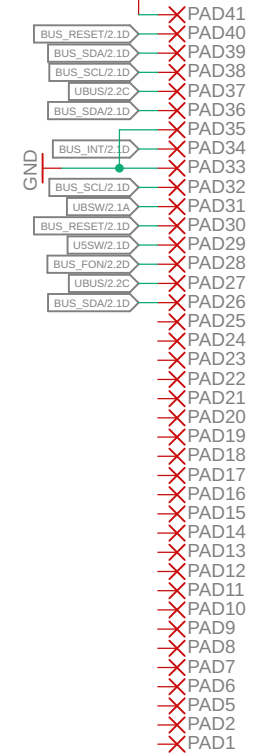 PAD41
BUS_RESET/2.1D PAD40
BUS_SDA/2.1D PAD39
BUS_SCL/2.1D PAD38
UBUS/2.2C PAD37
BUS_SDA/2.1D PAD36
PAD35
BUS_INT/2.1D PAD34
GND PAD33
BUS_SCL/2.1D PAD32
UBSW/2.1A PAD31
BUS_RESET/2.1D PAD30
U5SW/2.1D PAD29
BUS_FON/2.2D PAD28
UBUS/2.2C PAD27
BUS_SDA/2.1D PAD26
PAD25
PAD24
PAD23
PAD22
PAD21
PAD20
PAD19
PAD18
PAD17
PAD16
PAD15
PAD14
PAD13
PAD12
PAD11
PAD10
PAD9
PAD8
PAD7
PAD6
PAD5
PAD2
PAD1